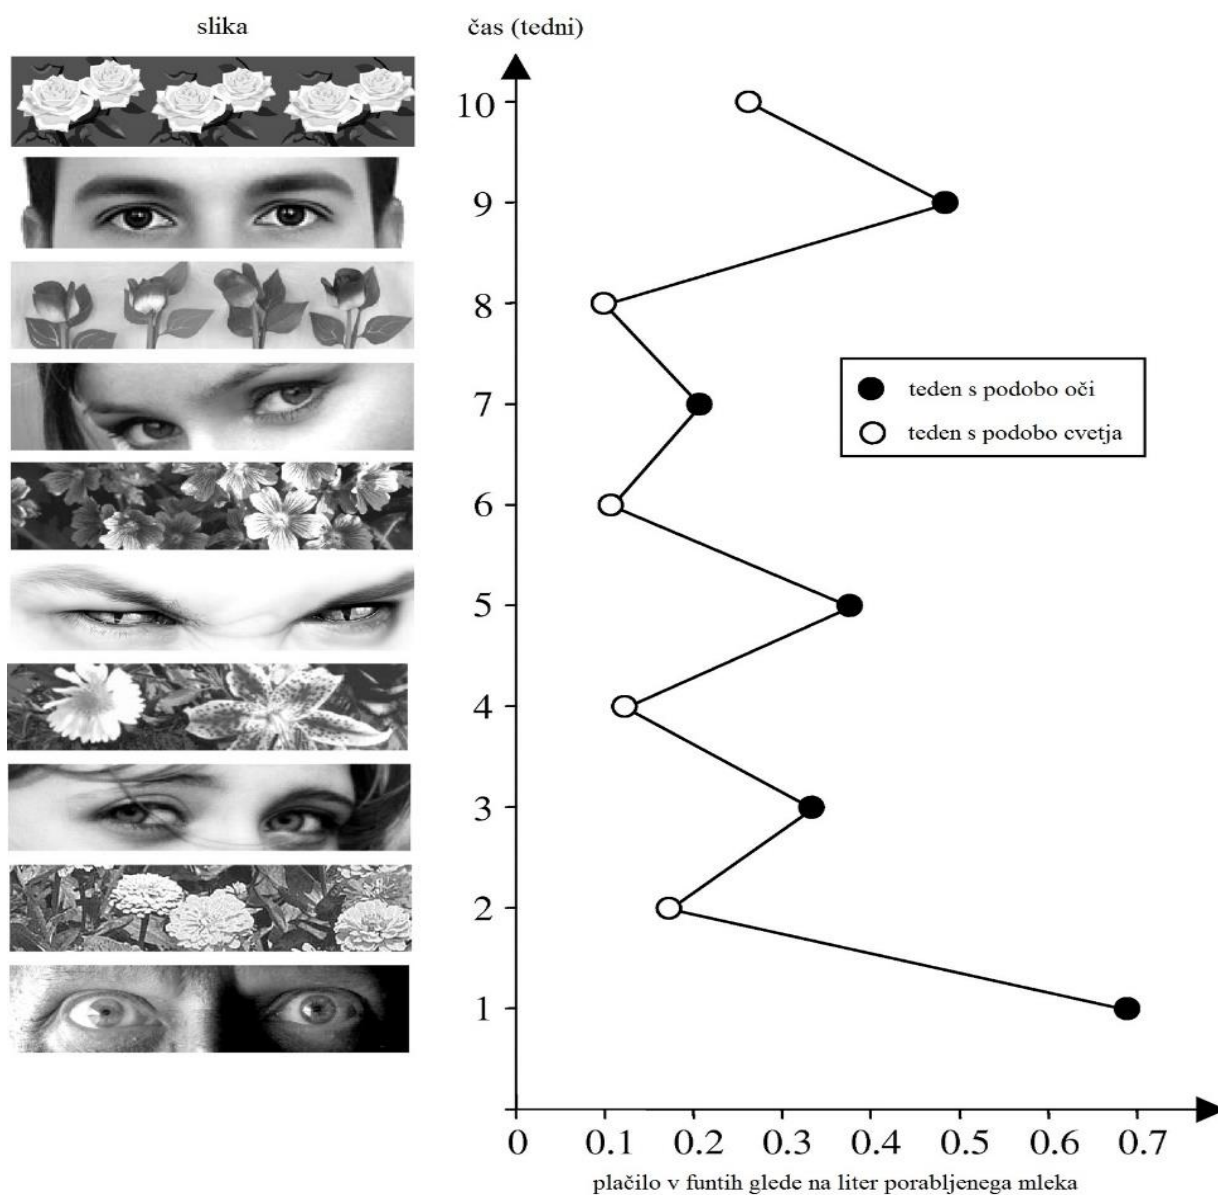 slika
čas (tedni)
10
9
8
7
6
5
4
3
2
1
teden s podobo oči
teden s podobo cvetja
0 0.1 0.2 0.3 0.4 0.5 0.6 0.7
plačilo v funtih glede na liter porabljenega mleka